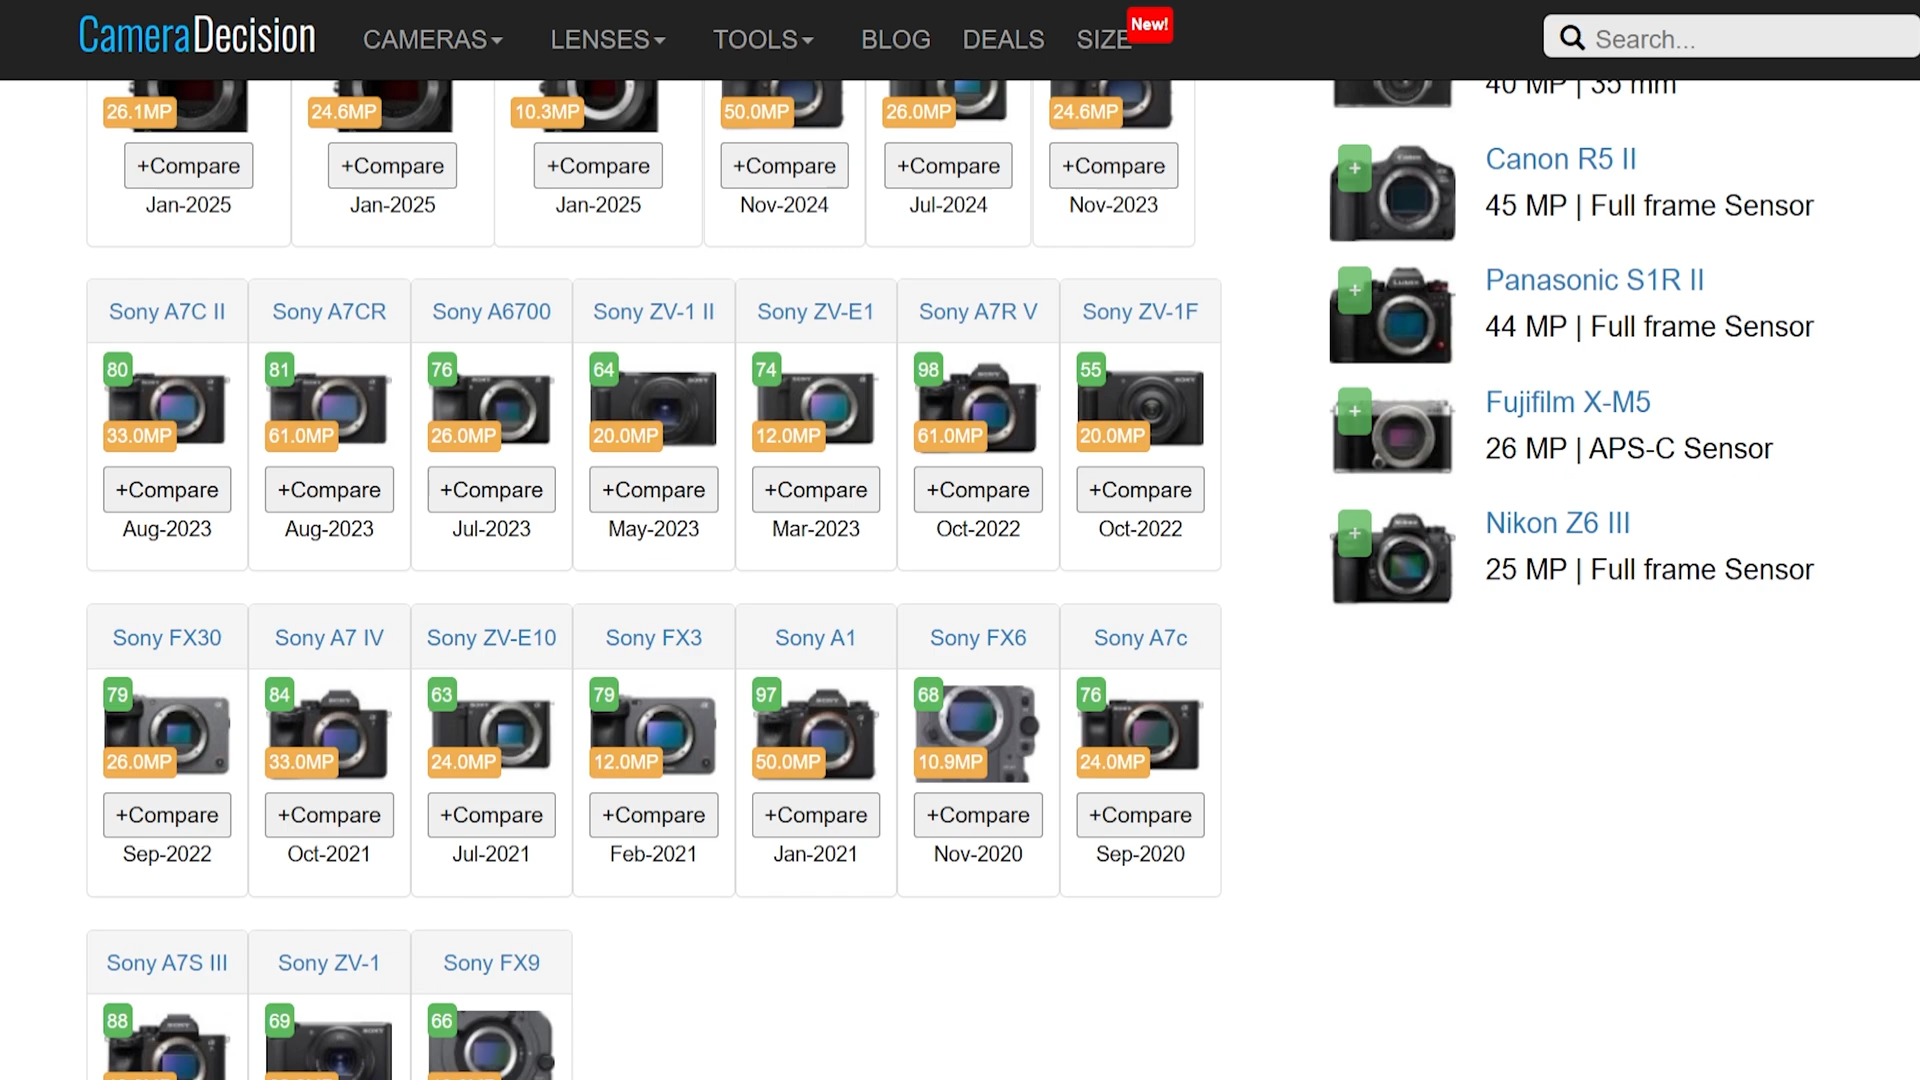 CameraDecision CAMERAS LENSES TOOLS BLOG DEALS SIZE New! Search...
26.1MP 24.6MP 10.3MP 50.0MP 26.0MP 24.6MP
+Compare +Compare +Compare +Compare +Compare +Compare
Jan-2025 Jan-2025 Jan-2025 Nov-2024 Jul-2024 Nov-2023
Sony A7C II Sony A7CR Sony A6700 Sony ZV-1 II Sony ZV-E1 Sony A7R V Sony ZV-1F
80 81 76 64 74 98 55
33.0MP 61.0MP 26.0MP 20.0MP 12.0MP 61.0MP 20.0MP
+Compare +Compare +Compare +Compare +Compare +Compare +Compare
Aug-2023 Aug-2023 Jul-2023 May-2023 Mar-2023 Oct-2022 Oct-2022
Sony FX30 Sony A7 IV Sony ZV-E10 Sony FX3 Sony A1 Sony FX6 Sony A7c
79 84 63 79 97 68 76
26.0MP 33.0MP 24.0MP 12.0MP 50.0MP 10.9MP 24.0MP
+Compare +Compare +Compare +Compare +Compare +Compare +Compare
Sep-2022 Oct-2021 Jul-2021 Feb-2021 Jan-2021 Nov-2020 Sep-2020
Sony A7S III Sony ZV-1 Sony FX9
88 69 66
40 MP | 35 mm
+ Canon R5 II
45 MP | Full frame Sensor
+ Panasonic S1R II
44 MP | Full frame Sensor
+ Fujifilm X-M5
26 MP | APS-C Sensor
+ Nikon Z6 III
25 MP | Full frame Sensor